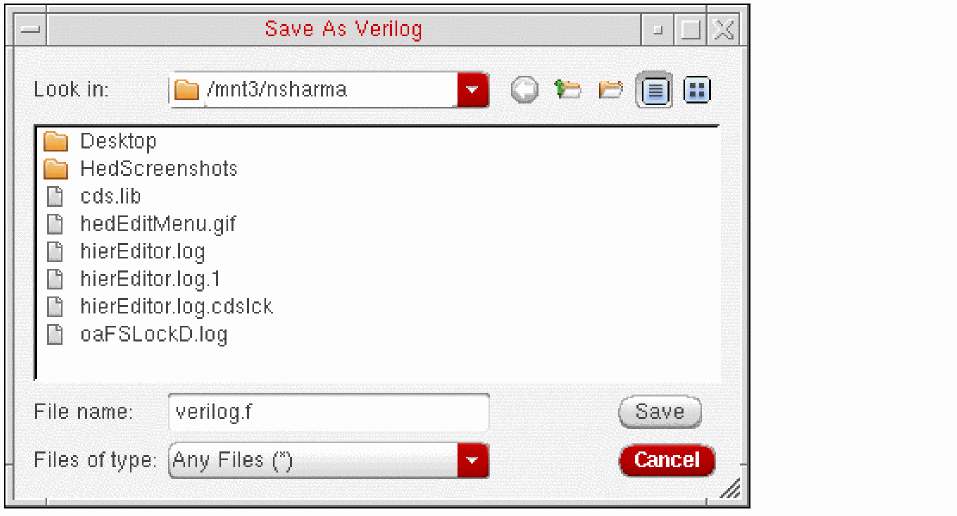 Save As Verilog
Look in: /mnt3/nsharma
Desktop
HedScreenshots
cds.lib
hedEditMenu.gif
hierEditor.log
hierEditor.log.1
hierEditor.log.cdslck
oaFSLockD.log
File name: verilog.f Save
Files of type: Any Files (*) Cancel